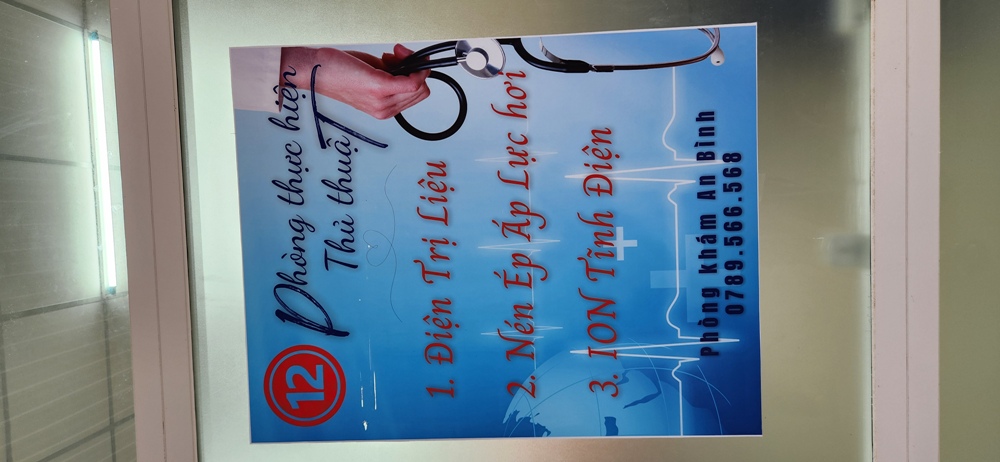 12
Phòng thực hiện
Thủ thuậT
1. Điện Trị Liệu
2. Nén Ép Áp Lực hơi
3. ION Tĩnh Điện
Phòng khám An Bình
0789.566.568